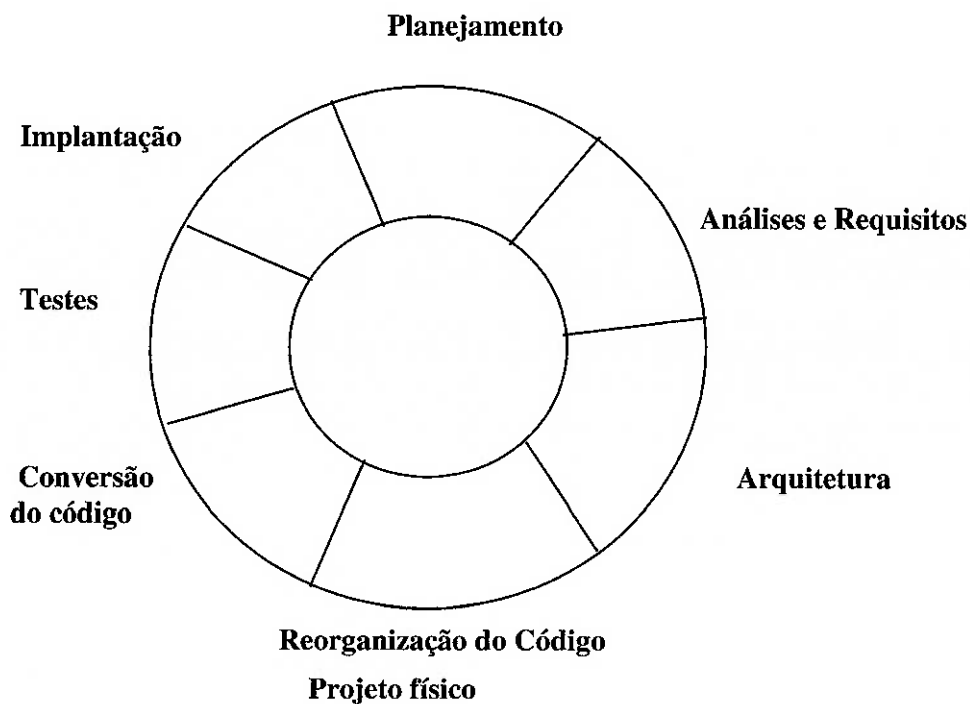 Planejamento
Implantação
Análises e Requisitos
Testes
Conversão
do código
Arquitetura
Reorganização do Código
Projeto físico